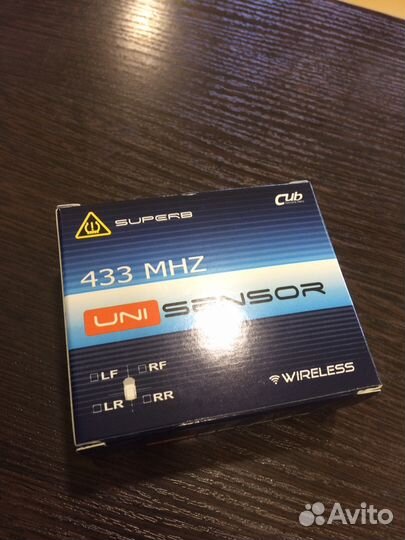 SUPERB
Cub
433 MHZ
UNI SENSOR
LF RF
LR RR
WIRELESS
Avito